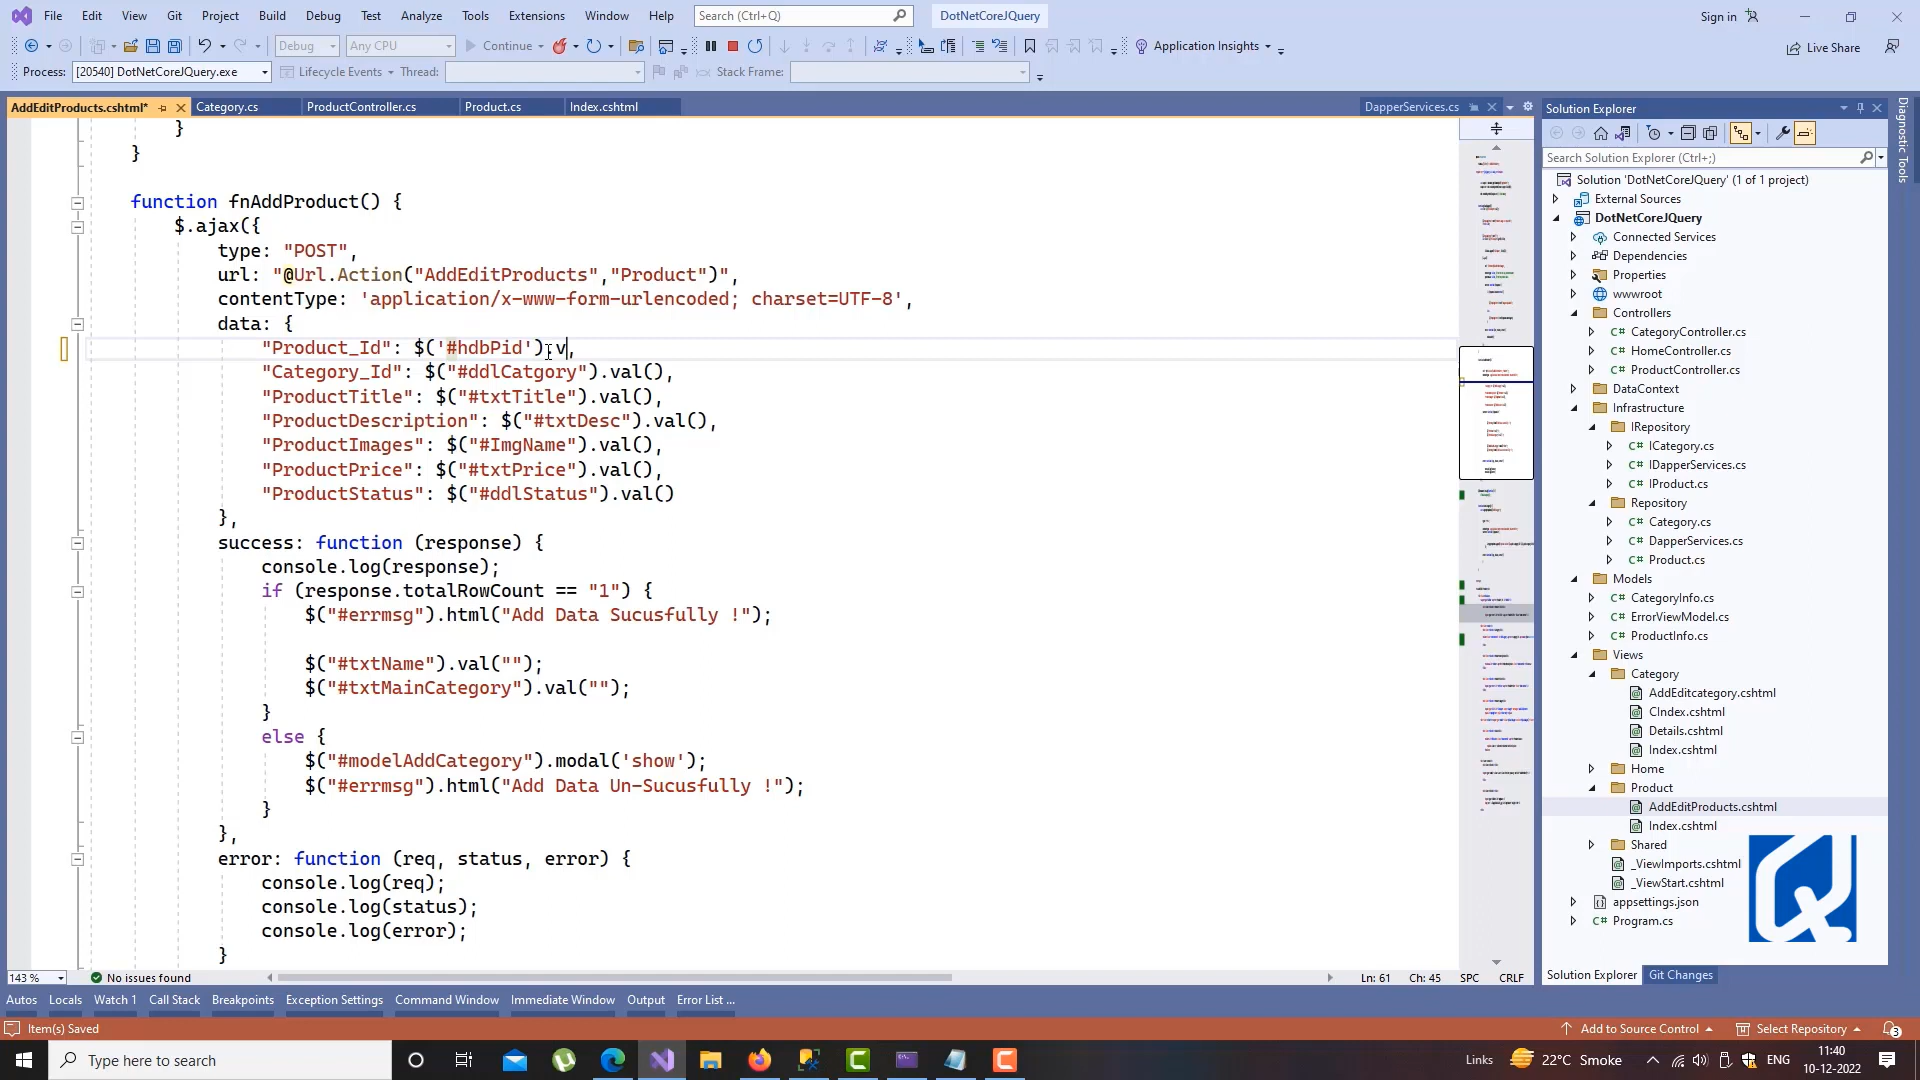 File Edit View Git Project Build Debug Test Analyze Tools Extensions Window Help Search (Ctrl+Q) DotNetCoreJQuery Sign in
Debug Any CPU Continue Application Insights Live Share
Process: [20540] DotNetCoreJQuery.exe Lifecycle Events Thread: Stack Frame:
AddEditProducts.cshtml* Category.cs ProductController.cs Product.cs Index.cshtml DapperServices.cs
}
}
function fnAddProduct() {
$.ajax({
type: "POST",
url: "@Url.Action("AddEditProducts","Product")",
contentType: 'application/x-www-form-urlencoded; charset=UTF-8',
data: {
"Product_Id": $('#hdbPid').v,
"Category_Id": $("#ddlCatgory").val(),
"ProductTitle": $("#txtTitle").val(),
"ProductDescription": $("#txtDesc").val(),
"ProductImages": $("#ImgName").val(),
"ProductPrice": $("#txtPrice").val(),
"ProductStatus": $("#ddlStatus").val()
},
success: function (response) {
console.log(response);
if (response.totalRowCount == "1") {
$("#errmsg").html("Add Data Sucusfully !");
$("#txtName").val("");
$("#txtMainCategory").val("");
}
else {
$("#modelAddCategory").modal('show');
$("#errmsg").html("Add Data Un-Sucusfully !");
}
},
error: function (req, status, error) {
console.log(req);
console.log(status);
console.log(error);
}
143 % No issues found Ln: 61 Ch: 45 SPC CRLF
Autos Locals Watch 1 Call Stack Breakpoints Exception Settings Command Window Immediate Window Output Error List ...
Solution Explorer
Search Solution Explorer (Ctrl+;)
Solution 'DotNetCoreJQuery' (1 of 1 project)
External Sources
DotNetCoreJQuery
Connected Services
Dependencies
Properties
wwwroot
Controllers
C# CategoryController.cs
C# HomeController.cs
C# ProductController.cs
DataContext
Infrastructure
IRepository
C# ICategory.cs
C# IDapperServices.cs
C# IProduct.cs
Repository
C# Category.cs
C# DapperServices.cs
C# Product.cs
Models
C# CategoryInfo.cs
C# ErrorViewModel.cs
C# ProductInfo.cs
Views
Category
AddEditcategory.cshtml
CIndex.cshtml
Details.cshtml
Index.cshtml
Home
Product
AddEditProducts.cshtml
Index.cshtml
Shared
_ViewImports.cshtml
_ViewStart.cshtml
appsettings.json
C# Program.cs
Solution Explorer Git Changes
Diagnostic Tools
Item(s) Saved Add to Source Control Select Repository 3
Type here to search Links 22°C Smoke ENG 11:40
10-12-2022